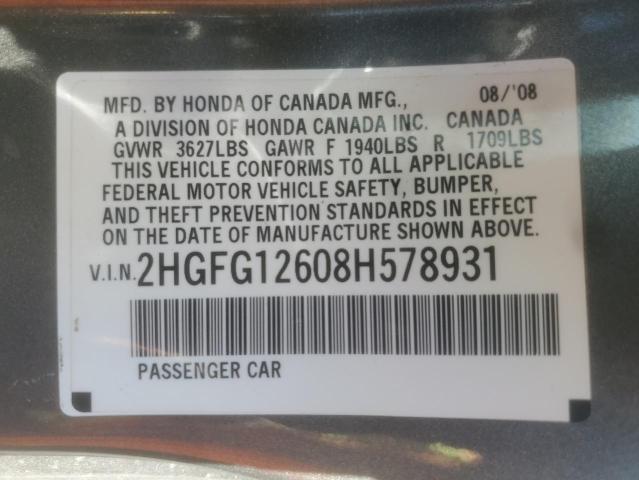 MFD. BY HONDA OF CANADA MFG., 08/'08
A DIVISION OF HONDA CANADA INC. CANADA
GVWR 3627LBS GAWR F 1940LBS R 1709LBS
THIS VEHICLE CONFORMS TO ALL APPLICABLE
FEDERAL MOTOR VEHICLE SAFETY, BUMPER,
AND THEFT PREVENTION STANDARDS IN EFFECT
ON THE DATE OF MANUFACTURE SHOWN ABOVE.
V.I.N. 2HGFG12608H578931
PASSENGER CAR